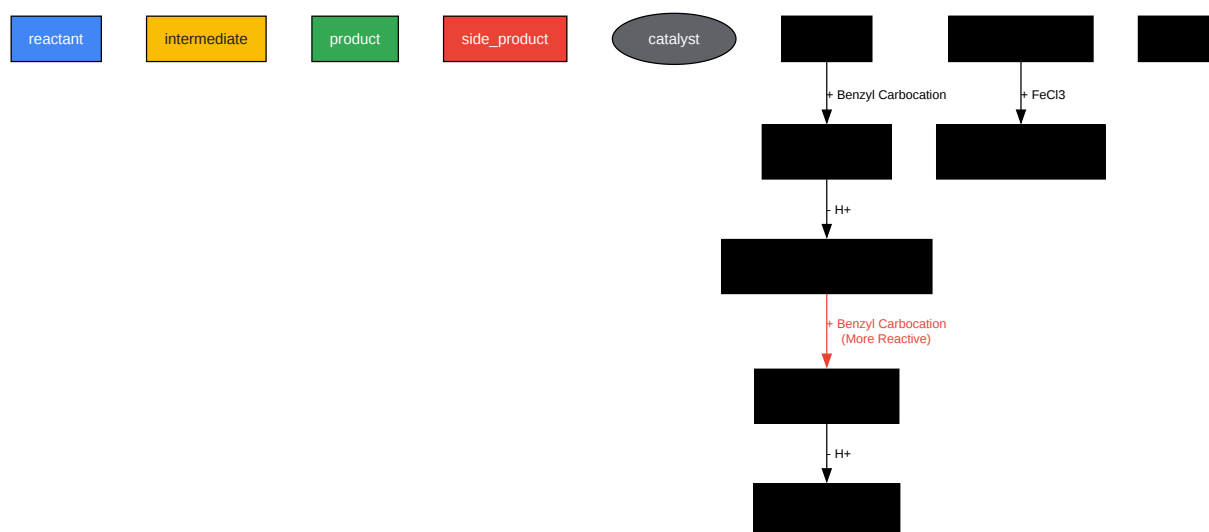 reactant
intermediate
product
side_product
catalyst
+ Benzyl Carbocation
+ FeCl3
- H+
+ Benzyl Carbocation
(More Reactive)
- H+